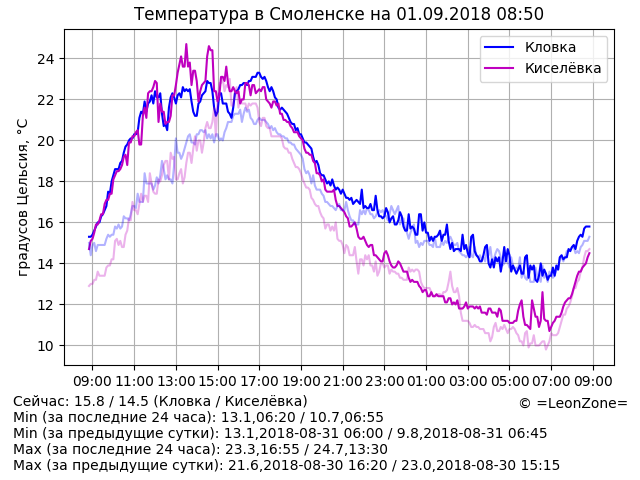 Температура в Смоленске на 01.09.2018 08:50
Кловка
Киселёвка
градусов Цельсия, °C
24
22
20
18
16
14
12
10
09:00 11:00 13:00 15:00 17:00 19:00 21:00 23:00 01:00 03:00 05:00 07:00 09:00
Сейчас: 15.8 / 14.5 (Кловка / Киселёвка)
© =LeonZone=
Min (за последние 24 часа): 13.1,06:20 / 10.7,06:55
Min (за предыдущие сутки): 13.1,2018-08-31 06:00 / 9.8,2018-08-31 06:45
Max (за последние 24 часа): 23.3,16:55 / 24.7,13:30
Max (за предыдущие сутки): 21.6,2018-08-30 16:20 / 23.0,2018-08-30 15:15